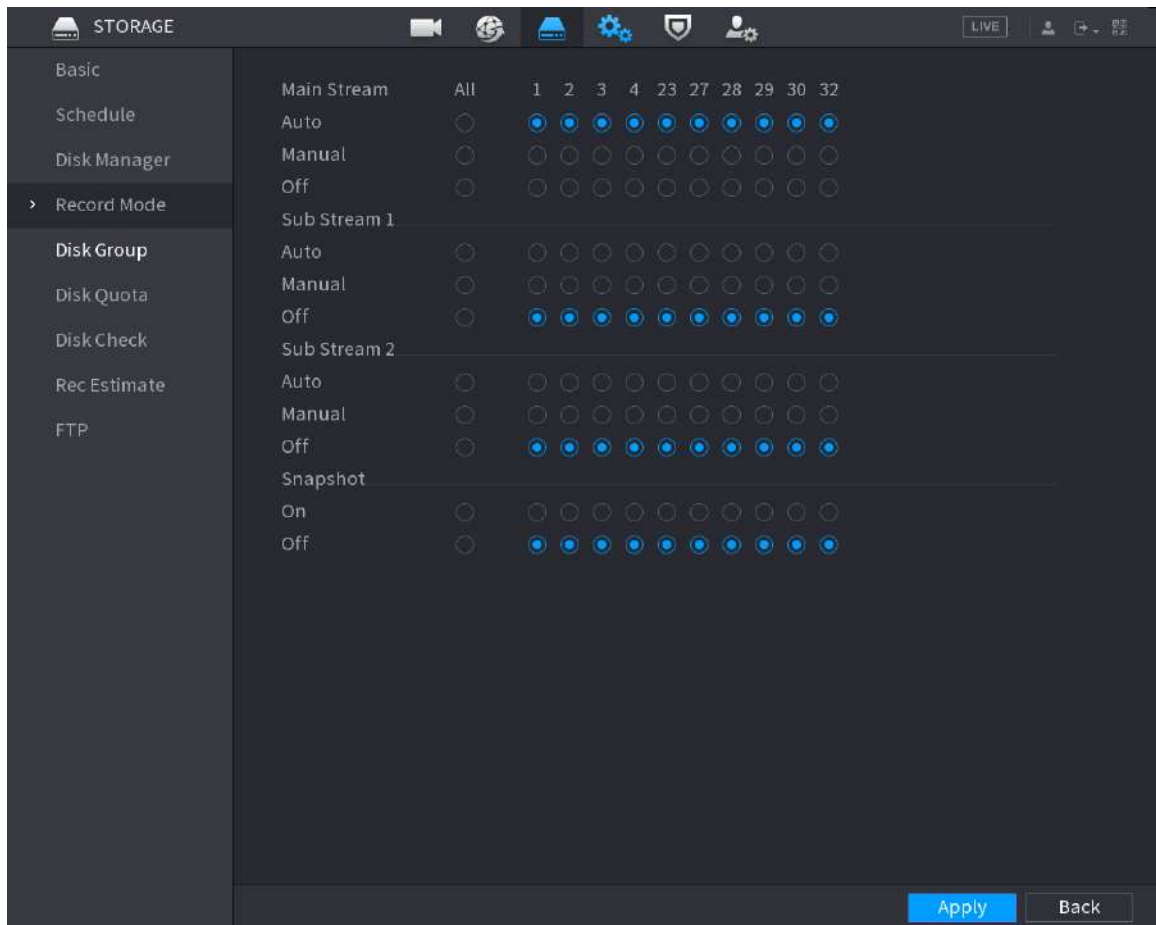 STORAGE LIVE
Basic
Schedule
Disk Manager
Record Mode
Disk Group
Disk Quota
Disk Check
Rec Estimate
FTP
Main Stream All 1 2 3 4 23 27 28 29 30 32
Auto
Manual
Off
Sub Stream 1
Auto
Manual
Off
Sub Stream 2
Auto
Manual
Off
Snapshot
On
Off
Apply Back